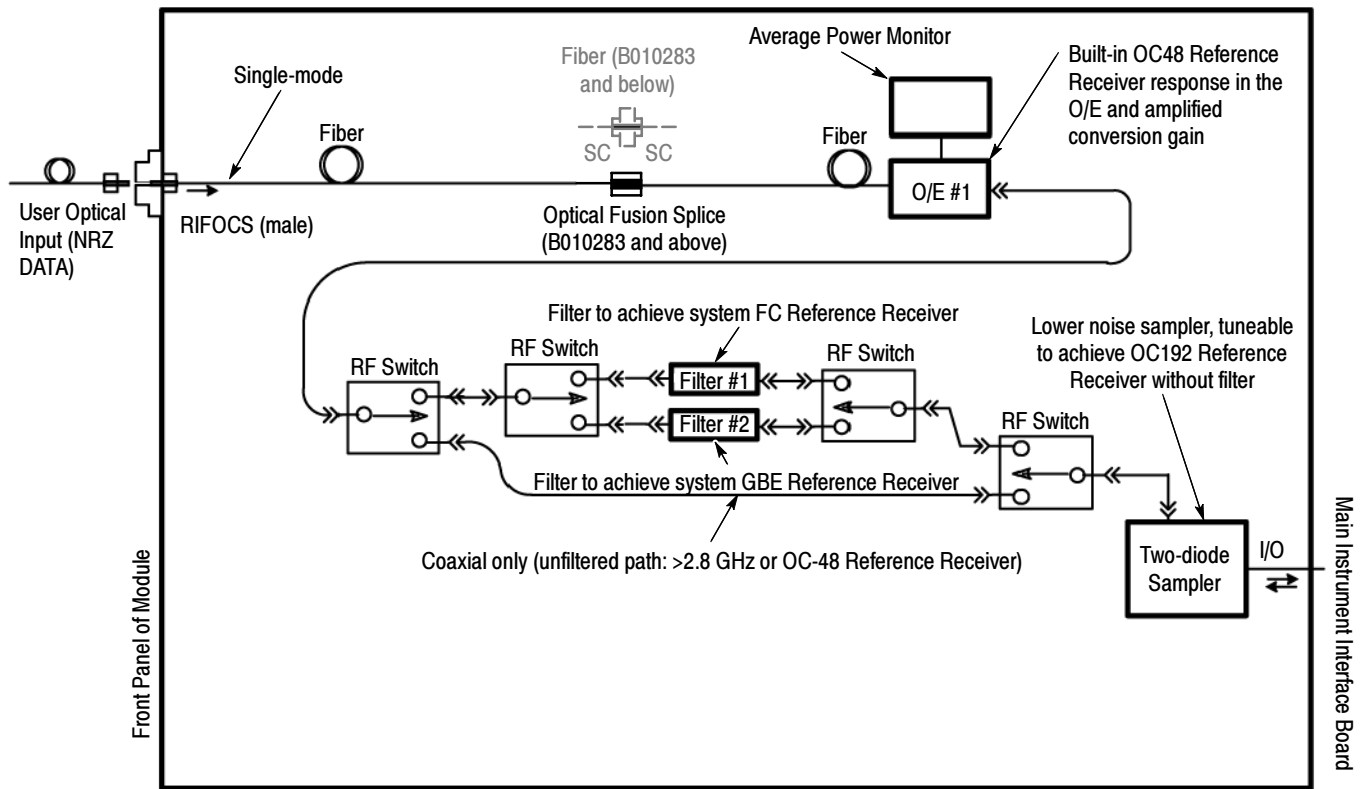 Average Power Monitor
Fiber (B010283
and below)
SC SC
Built-in OC48 Reference
Receiver response in the
O/E and amplified
conversion gain
Single-mode
Fiber
Fiber
O/E #1
User Optical
Input (NRZ
DATA)
RIFOCS (male)
Optical Fusion Splice
(B010283 and above)
Filter to achieve system FC Reference Receiver
Lower noise sampler, tuneable
to achieve OC192 Reference
Receiver without filter
RF Switch
RF Switch
Filter #1
Filter #2
RF Switch
RF Switch
Filter to achieve system GBE Reference Receiver
Coaxial only (unfiltered path: >2.8 GHz or OC-48 Reference Receiver)
Two-diode
Sampler
I/O
Front Panel of Module
Main Instrument Interface Board